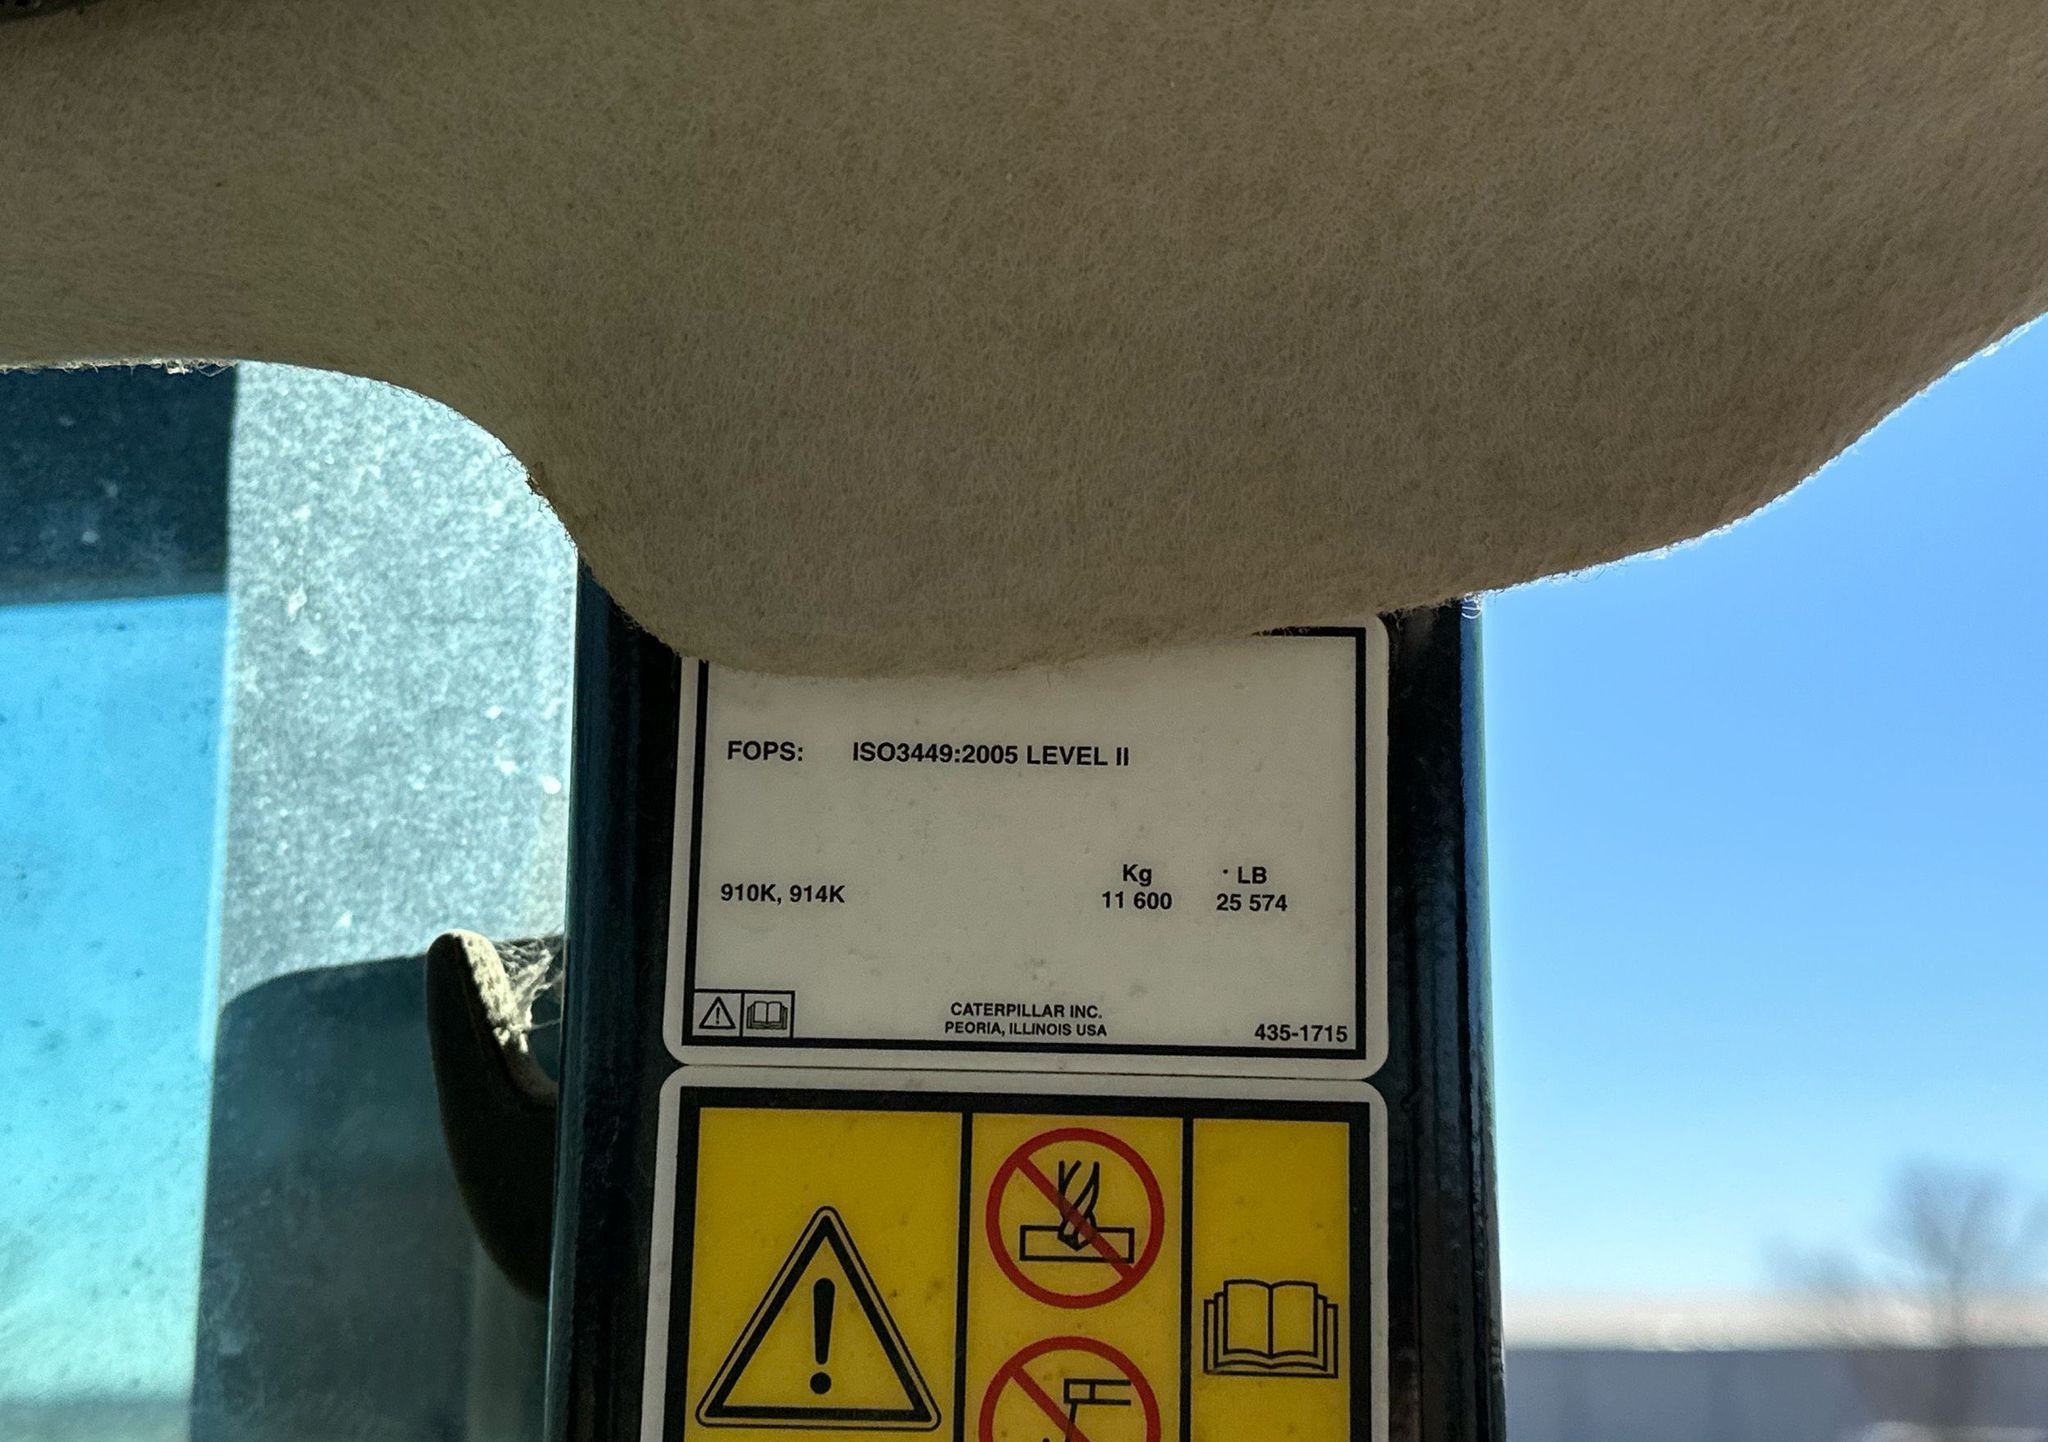 FOPS: ISO3449:2005 LEVEL II
Kg LB
910K, 914K 11 600 25 574
CATERPILLAR INC.
PEORIA, ILLINOIS USA
435-1715